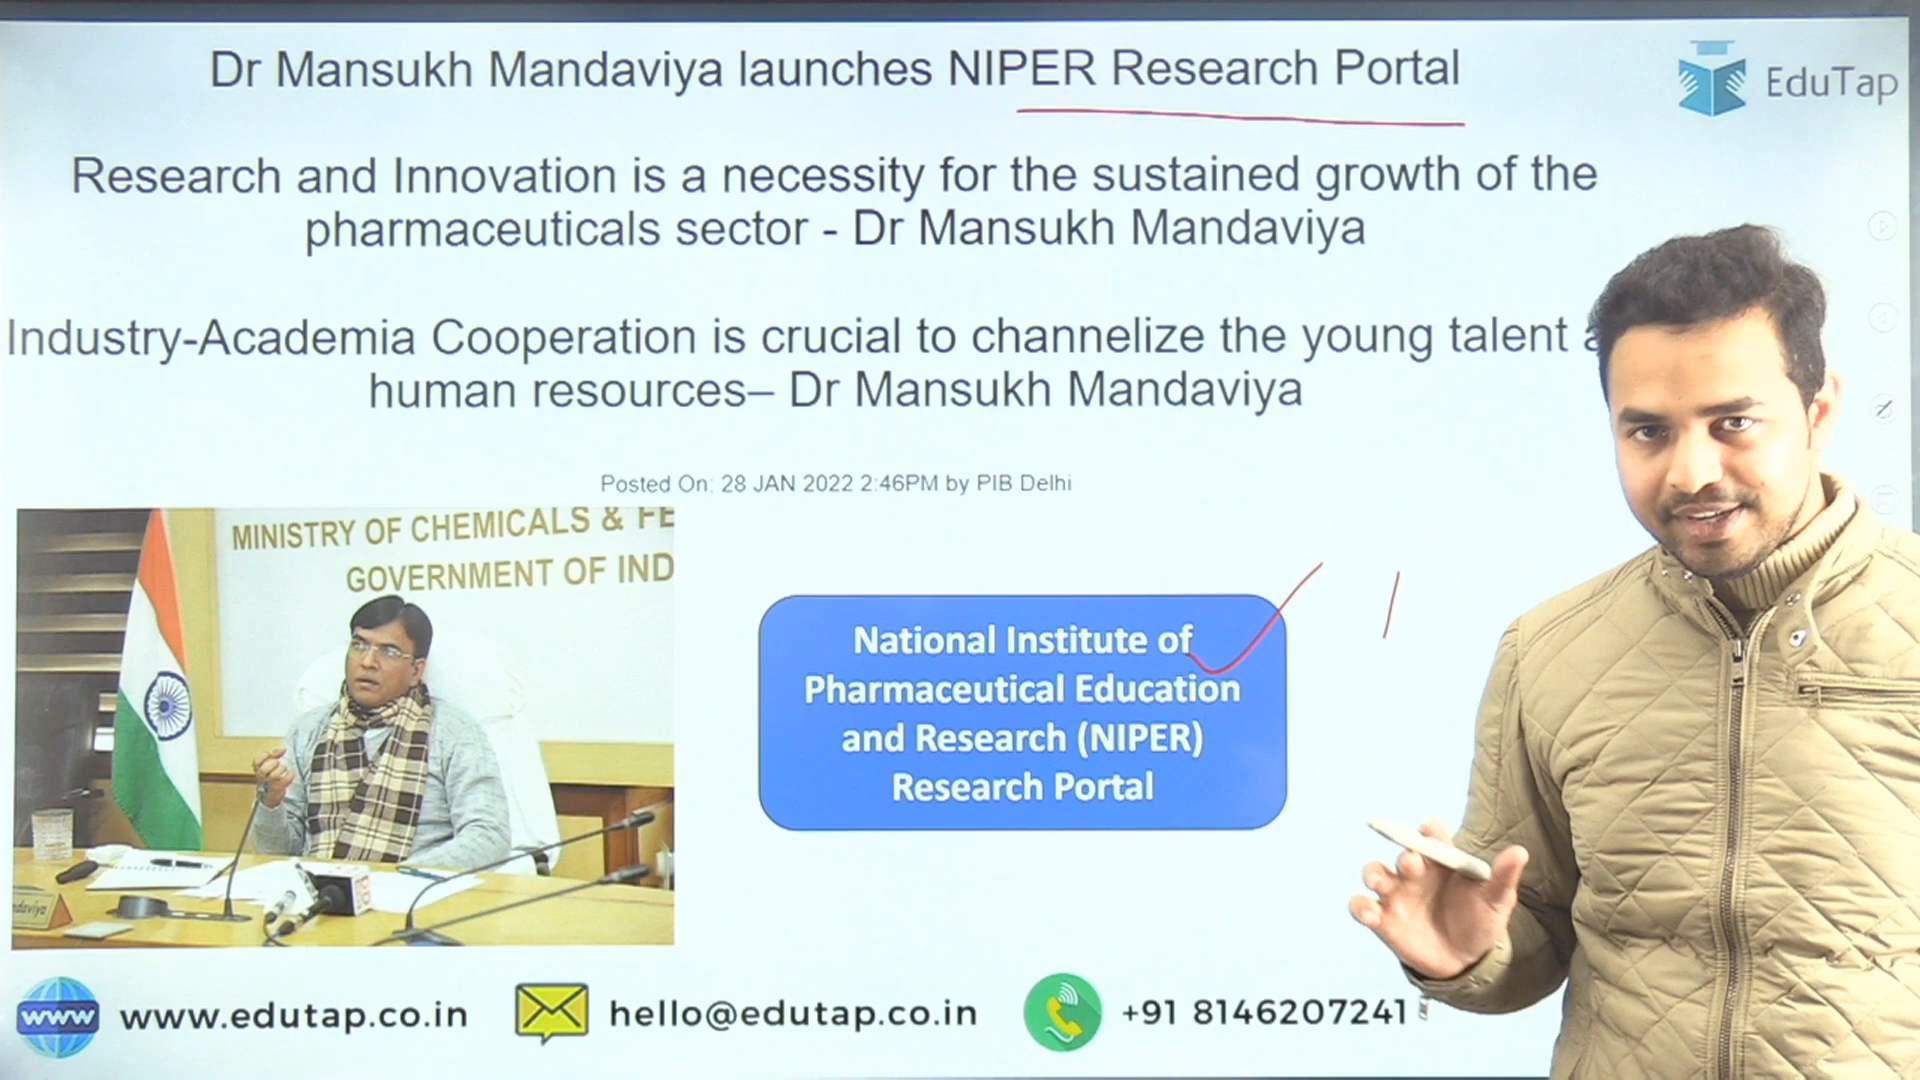 Dr Mansukh Mandaviya launches NIPER Research Portal
EduTap
Research and Innovation is a necessity for the sustained growth of the
pharmaceuticals sector - Dr Mansukh Mandaviya
Industry-Academia Cooperation is crucial to channelize the young talent
human resources– Dr Mansukh Mandaviya
Posted On: 28 JAN 2022 2:46PM by PIB Delhi
MINISTRY OF CHEMICALS & FE
GOVERNMENT OF IND
National Institute of
Pharmaceutical Education
and Research (NIPER)
Research Portal
www
www.edutap.co.in
hello@edutap.co.in
+91 8146207241